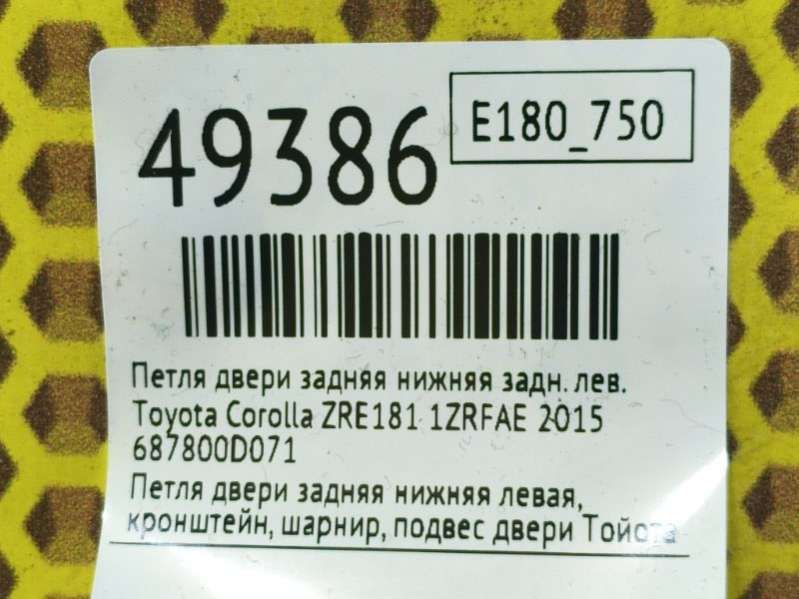 49386
E180_750
Петля двери задняя нижняя задн. лев.
Toyota Corolla ZRE181 1ZRFAE 2015
687800D071
Петля двери задняя нижняя левая,
кронштейн, шарнир, подвес двери Тойота